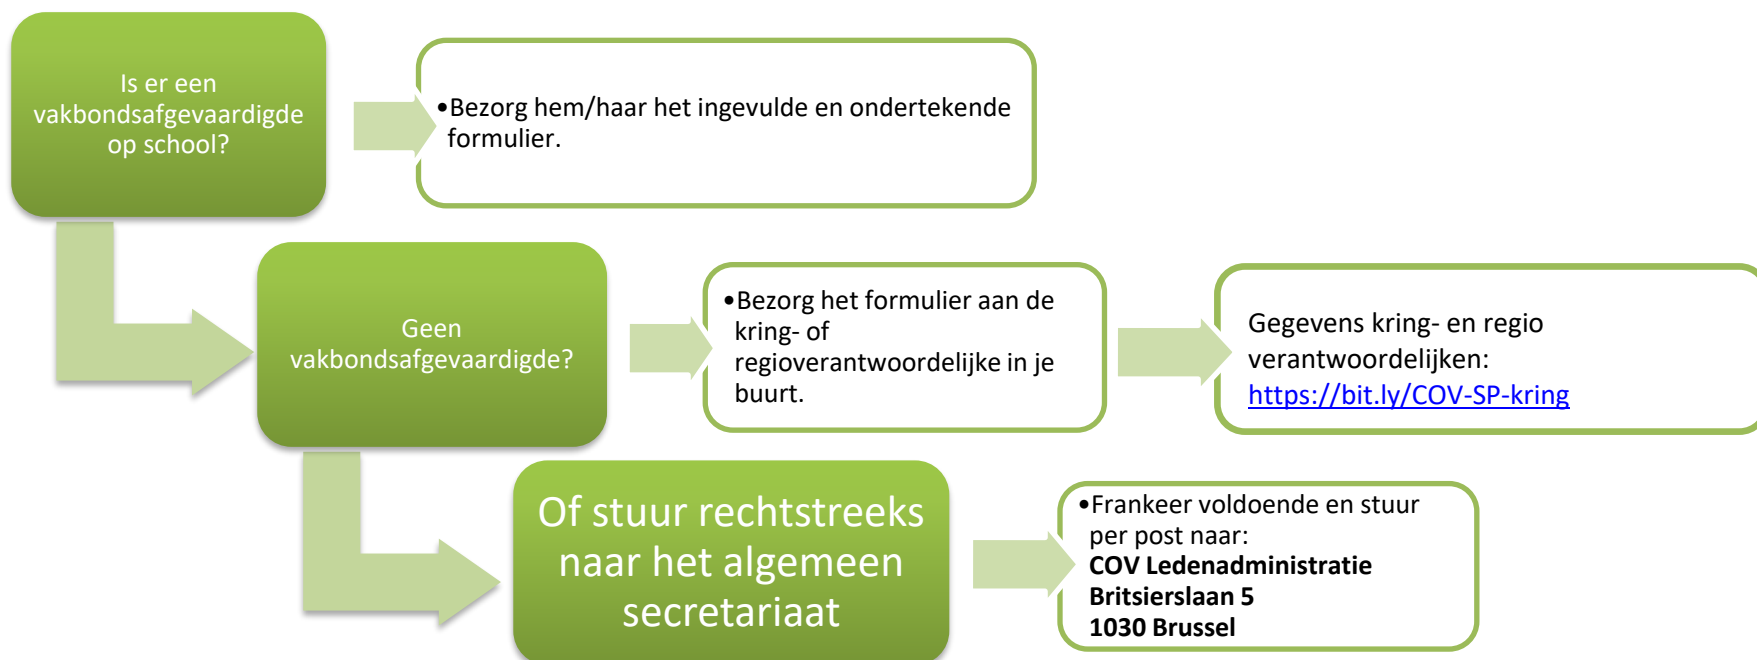 Is er een
vakbondsafgevaardigde
op school?
•Bezorg hem/haar het ingevulde en ondertekende
formulier.
Geen
vakbondsafgevaardigde?
•Bezorg het formulier aan de
kring- of
regioverantwoordelijke in je
buurt.
Gegevens kring- en regio
verantwoordelijken:
https://bit.ly/COV-SP-kring
Of stuur rechtstreeks
naar het algemeen
secretariaat
•Frankeer voldoende en stuur
per post naar:
COV Ledenadministratie
Britsierslaan 5
1030 Brussel